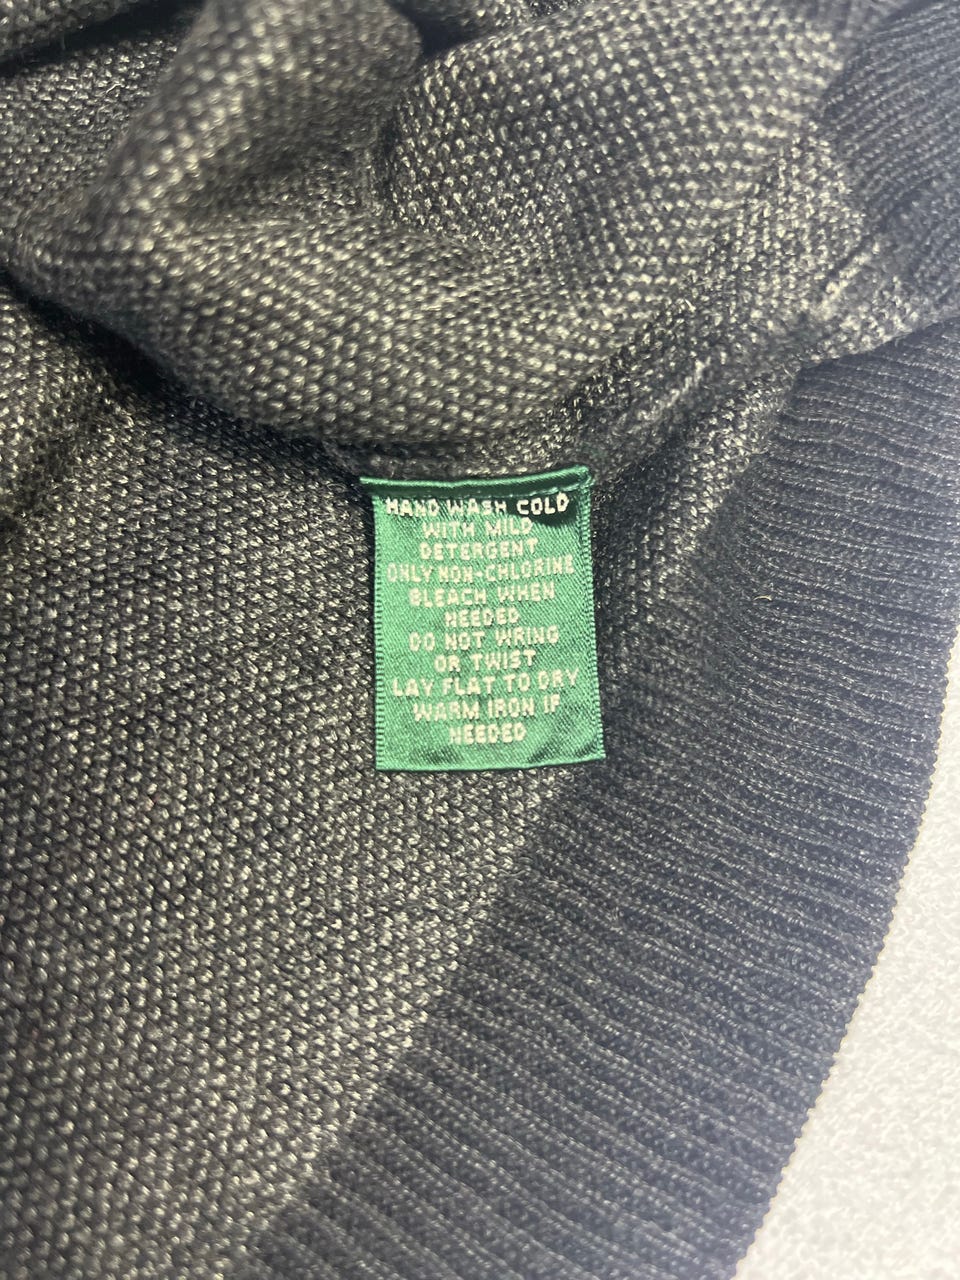 HAND WASH COLD
WITH MILD
DETERGENT
ONLY NON-CHLORINE
BLEACH WHEN
NEEDED
DO NOT WRING
OR TWIST
LAY FLAT TO DRY
WARM IRON IF
NEEDED